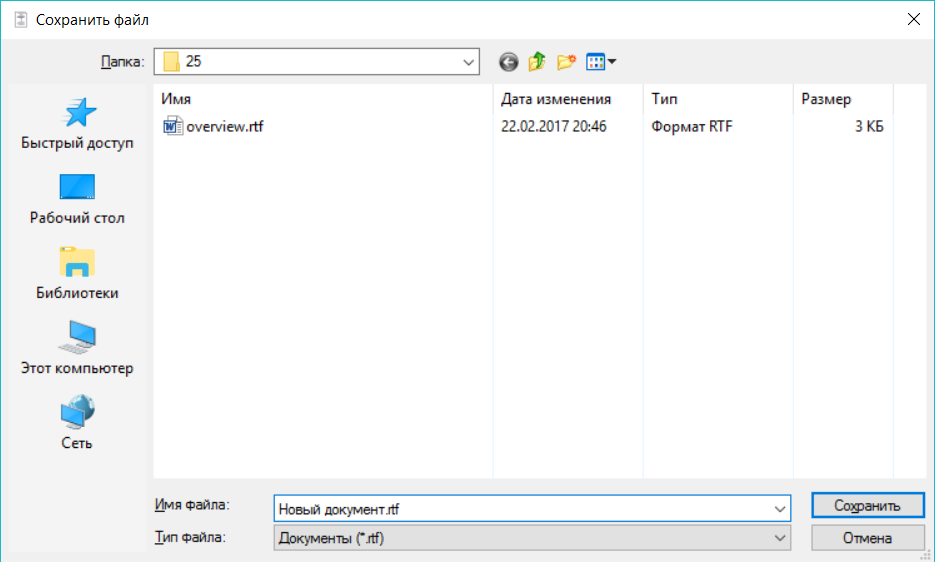 Сохранить файл
Папка: 25
Имя Дата изменения Тип Размер
overview.rtf 22.02.2017 20:46 Формат RTF 3 КБ
Быстрый доступ
Рабочий стол
Библиотеки
Этот компьютер
Сеть
Имя файла: Новый документ.rtf Сохранить
Тип файла: Документы (*.rtf) Отмена